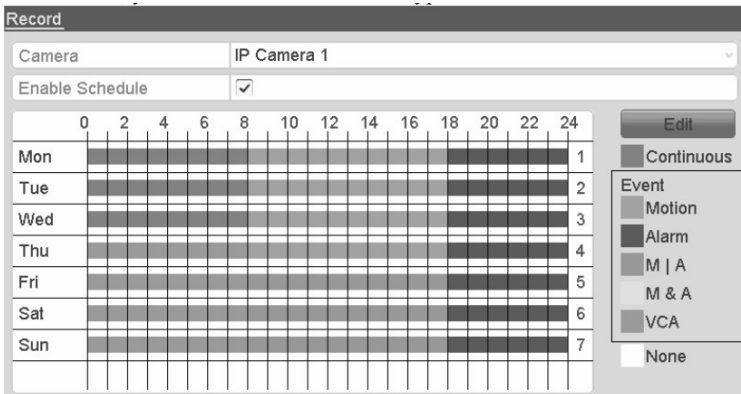 Record
Camera IP Camera 1
Enable Schedule
0 2 4 6 8 10 12 14 16 18 20 22 24 Edit
Mon 1 Continuous
Tue 2 Event
Motion
Wed 3 Alarm
Thu 4 M | A
Fri 5 M & A
Sat 6 VCA
Sun 7 None